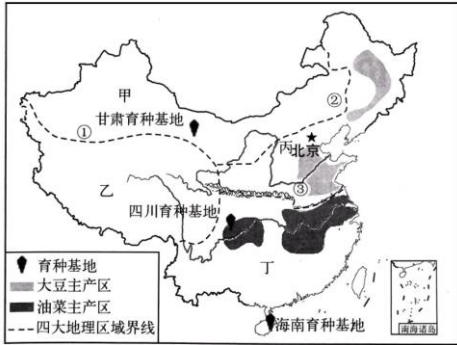 甲
②
甘肃育种基地
①
丙
北京
③
乙
四川育种基地
丁
育种基地
大豆主产区
油菜主产区
四大地理区域界线
海南育种基地
南海诸岛